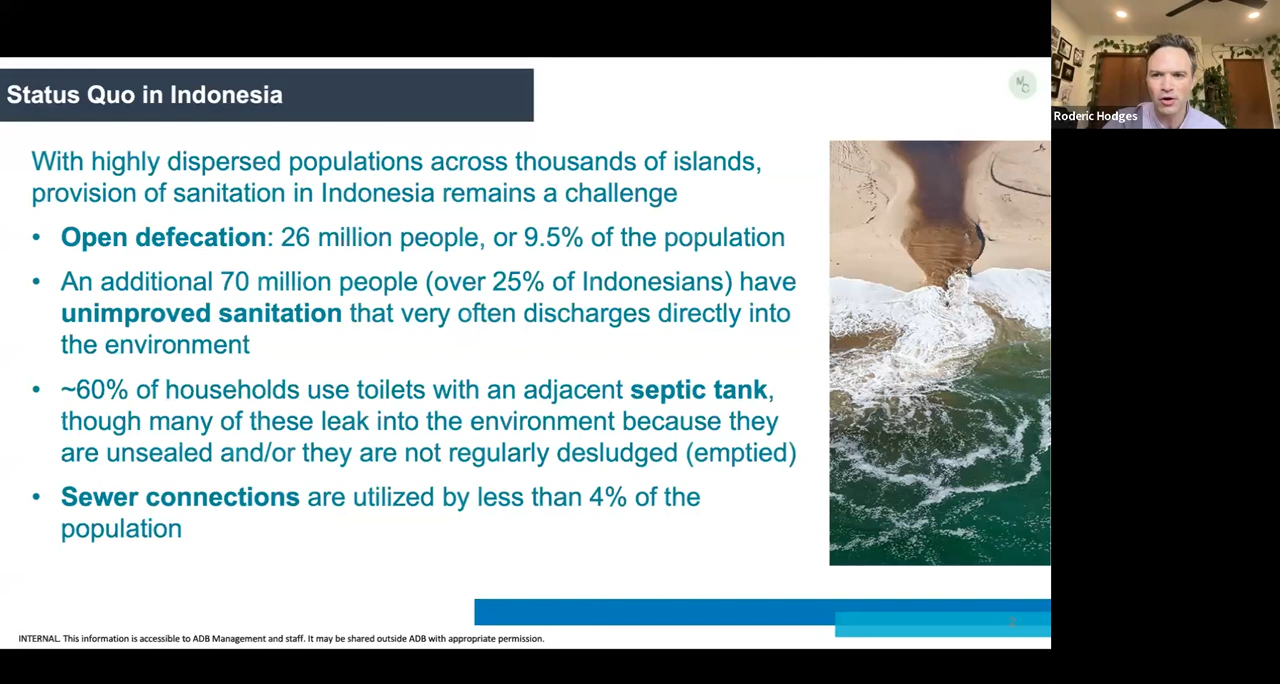 Status Quo in Indonesia
MC
Roderic Hodges
With highly dispersed populations across thousands of islands,
provision of sanitation in Indonesia remains a challenge
• Open defecation: 26 million people, or 9.5% of the population
• An additional 70 million people (over 25% of Indonesians) have
unimproved sanitation that very often discharges directly into
the environment
• ~60% of households use toilets with an adjacent septic tank,
though many of these leak into the environment because they
are unsealed and/or they are not regularly desludged (emptied)
• Sewer connections are utilized by less than 4% of the
population
2
INTERNAL. This information is accessible to ADB Management and staff. It may be shared outside ADB with appropriate permission.